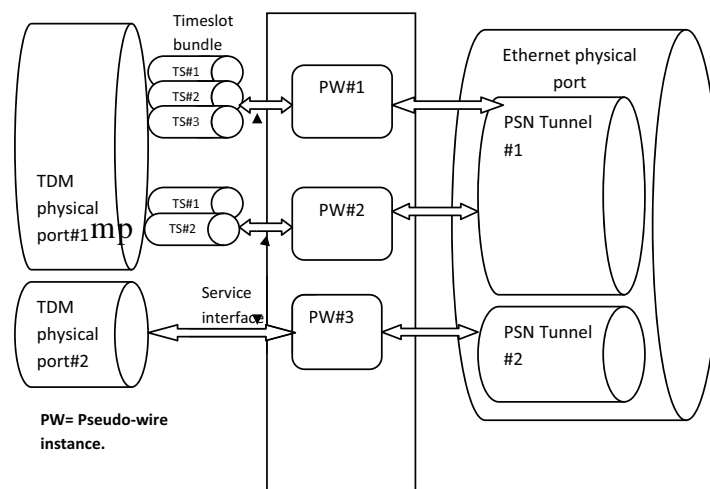 Timeslot
bundle
TS#1
TS#2
TS#3
TDM
physical
port#1mp
TS#1
TS#2
PW#1
PW#2
PW#3
Ethernet physical
port
PSN Tunnel
#1
TDM
physical
port#2
Service
interface
PSN Tunnel
#2
PW= Pseudo-wire
instance.